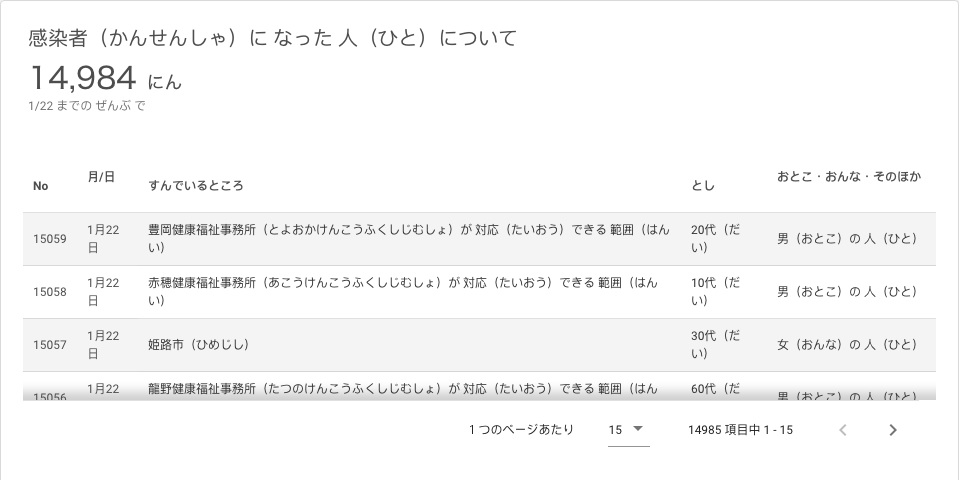 感染者（かんせんしゃ）に なった 人（ひと）について
14,984 にん
1/22 までの ぜんぶ で
No 月/日 すんでいるところ とし おとこ・おんな・そのほか
15059 1月22日 豊岡健康福祉事務所（とよおかけんこうふくしじむしょ）が 対応（たいおう）できる 範囲（はんい） 20代（だい） 男（おとこ）の 人（ひと）
15058 1月22日 赤穂健康福祉事務所（あこうけんこうふくしじむしょ）が 対応（たいおう）できる 範囲（はんい） 10代（だい） 男（おとこ）の 人（ひと）
15057 1月22日 姫路市（ひめじし） 30代（だい） 女（おんな）の 人（ひと）
15056 1月22 龍野健康福祉事務所（たつのけんこうふくしじむしょ）が 対応（たいおう）できる 範囲（はん 60代（だ 男（おとこ）の 人（ひと）
1 つのページあたり 15 14985 項目中 1 - 15